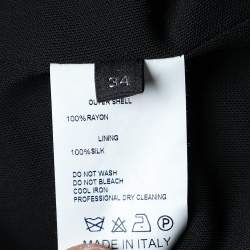 34
OUTER SHELL
100%RAYON
LINING
100%SILK
DO NOT WASH
DO NOT BLEACH
COOL IRON
PROFESSIONAL DRY CLEANING
MADE IN ITALY